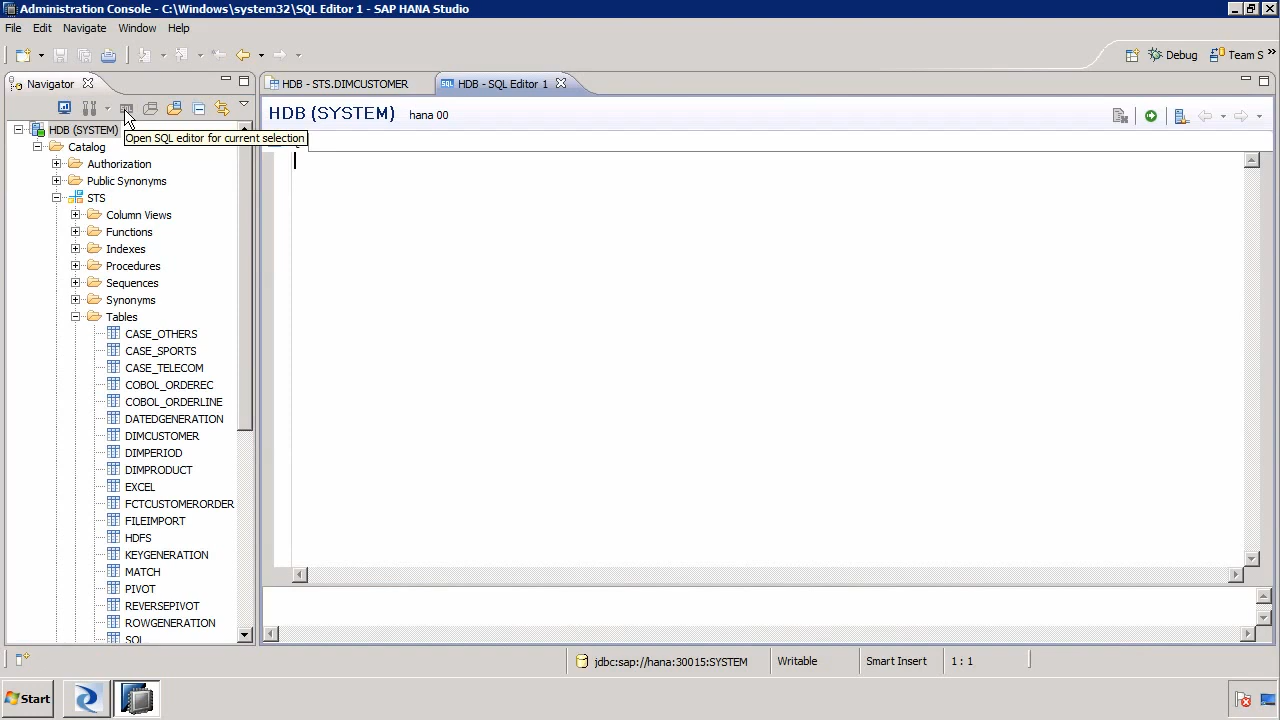 Administration Console - C:\Windows\system32\SQL Editor 1 - SAP HANA Studio
File Edit Navigate Window Help
Debug Team S
Navigator
HDB - STS.DIMCUSTOMER
HDB - SQL Editor 1
HDB (SYSTEM) hana 00
HDB (SYSTEM)
Open SQL editor for current selection
Catalog
Authorization
Public Synonyms
STS
Column Views
Functions
Indexes
Procedures
Sequences
Synonyms
Tables
CASE_OTHERS
CASE_SPORTS
CASE_TELECOM
COBOL_ORDEREC
COBOL_ORDERLINE
DATEDGENERATION
DIMCUSTOMER
DIMPERIOD
DIMPRODUCT
EXCEL
FCTCUSTOMERORDER
FILEIMPORT
HDFS
KEYGENERATION
MATCH
PIVOT
REVERSEPIVOT
ROWGENERATION
SQL
jdbc:sap://hana:30015:SYSTEM Writable Smart Insert 1 : 1
Start